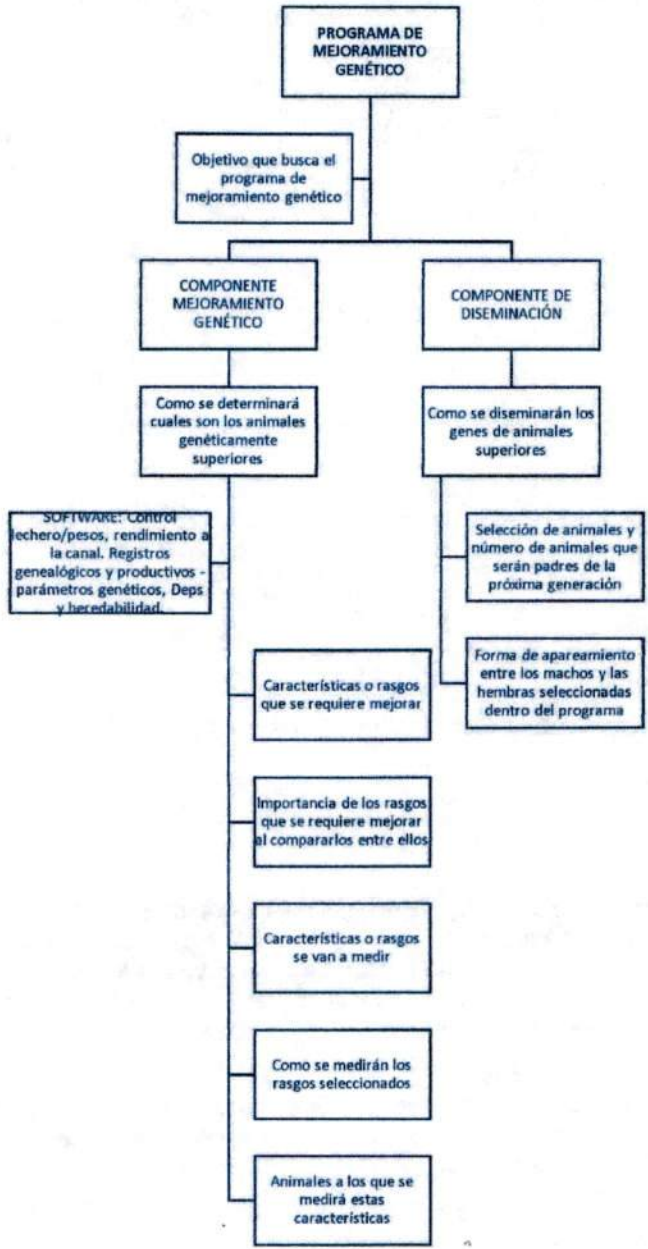 PROGRAMA DE
MEJORAMIENTO
GENÉTICO
Objetivo que busca el
programa de
mejoramiento genético
COMPONENTE
MEJORAMIENTO
GENÉTICO
Como se determinará
cuales son los animales
genéticamente
superiores
SOFTWARE: Control
lechero/pesos, rendimiento a
la canal. Registros
genealógicos y productivos -
parámetros genéticos, Deps
y heredabilidad.
Características o rasgos
que se requiere mejorar
Importancia de los rasgos
que se requiere mejorar
al compararlos entre ellos
Características o rasgos
se van a medir
Como se medirán los
rasgos seleccionados
Animales a los que se
medirá estas
características
COMPONENTE DE
DISEMINACIÓN
Como se diseminarán los
genes de animales
superiores
Selección de animales y
número de animales que
serán padres de la
próxima generación
Forma de apareamiento
entre los machos y las
hembras seleccionadas
dentro del programa